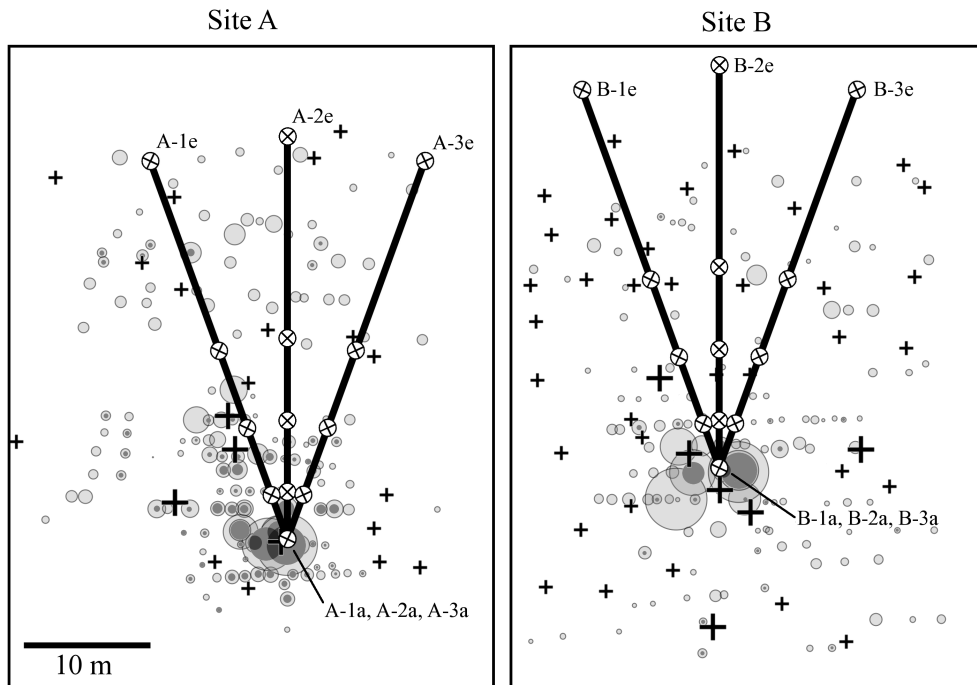 Site A
Site B
A-1e
A-2e
A-3e
B-1e
B-2e
B-3e
A-1a, A-2a, A-3a
B-1a, B-2a, B-3a
10 m